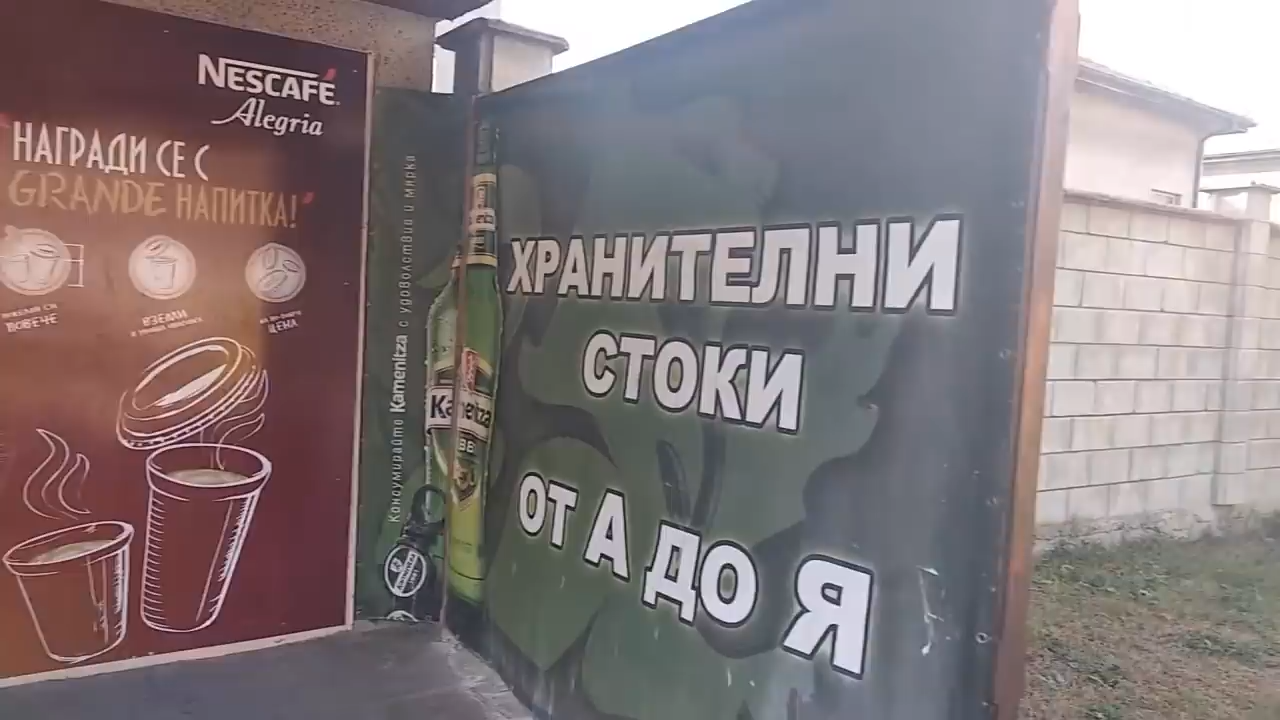 NESCAFÉ
Alegria
НАГРАДИ СЕ С
GRANDE НАПИТКА!
ПОВЕЧЕ
ВЗЕМИ
ЦЕНА
Консумирайте Kamenitza с удоволствие и мярка
Kamenitza
ХРАНИТЕЛНИ
СТОКИ
ОТ А ДО Я